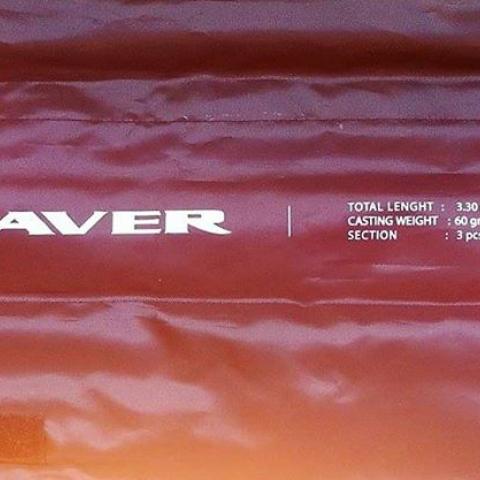 AVER
TOTAL LENGHT : 3.30
CASTING WEIGHT : 60 gr
SECTION : 3 pcs